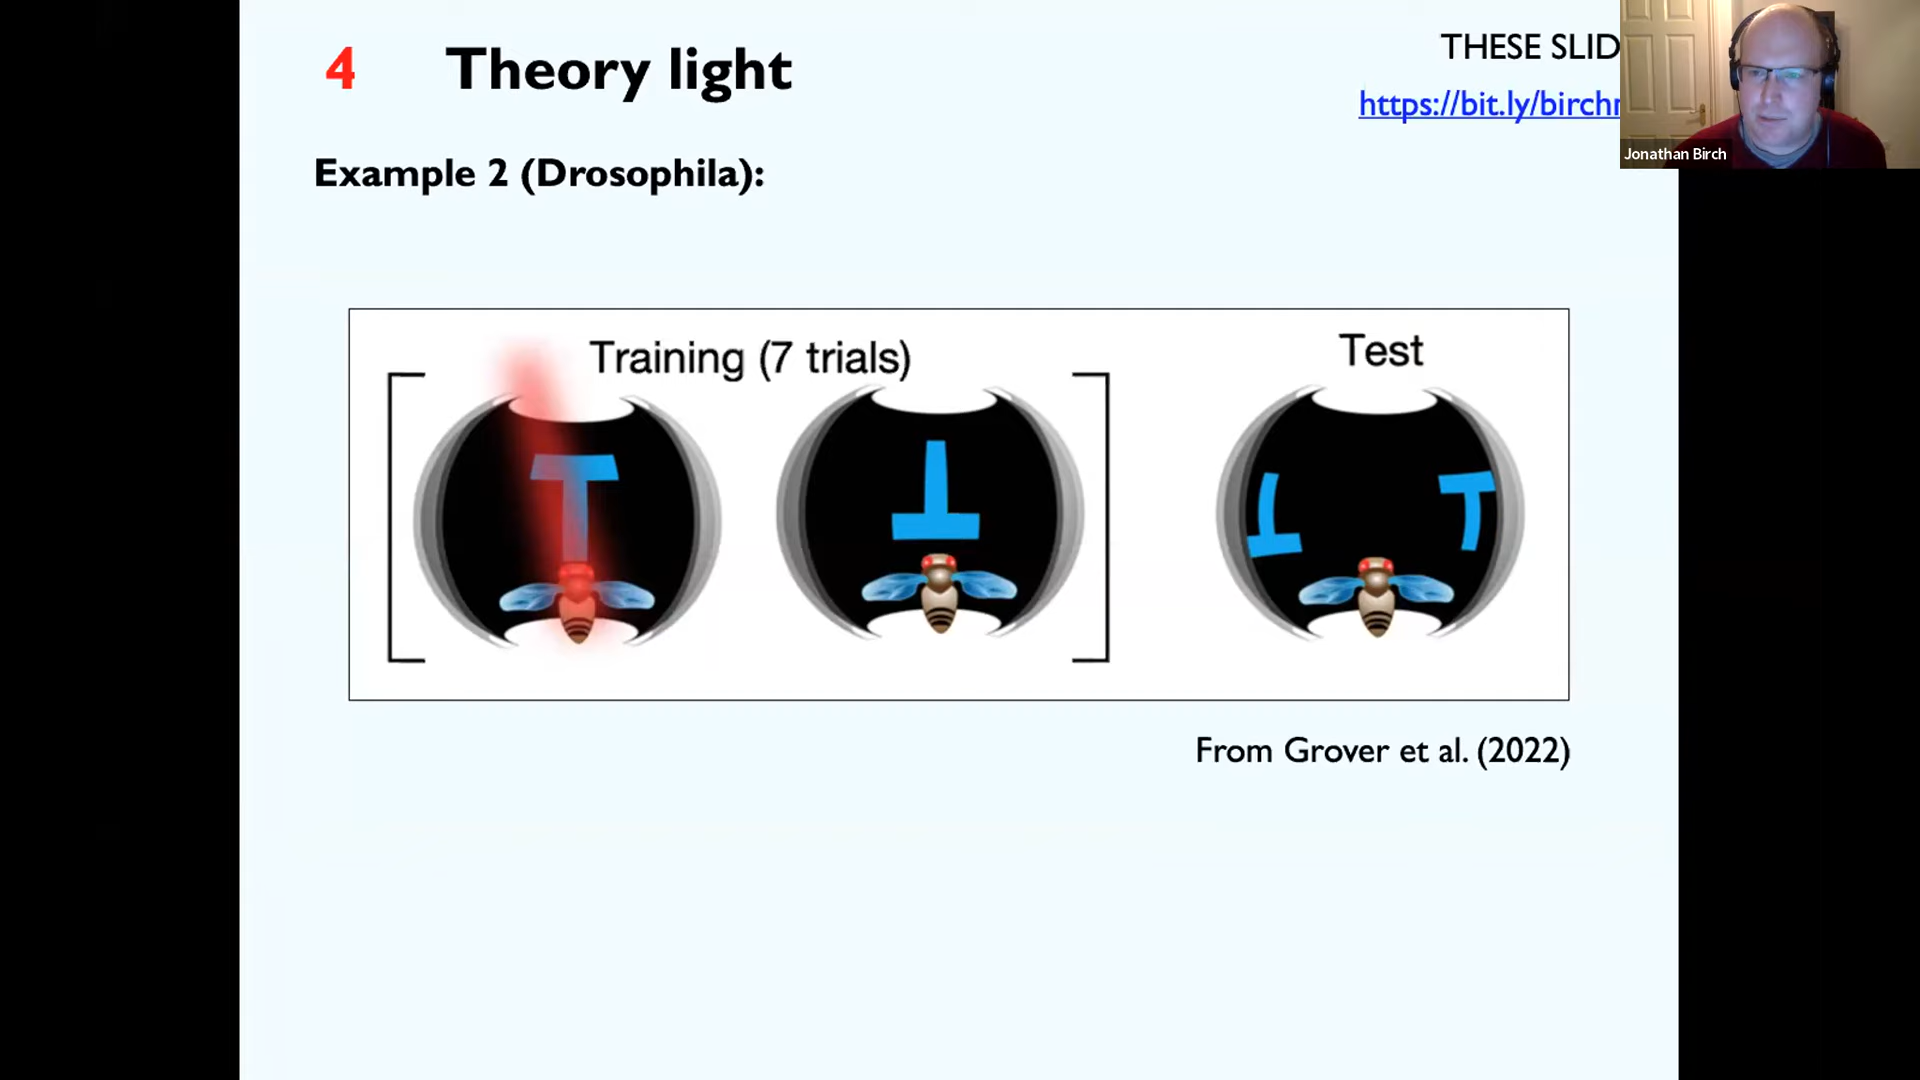 4 Theory light
THESE SLID
https://bit.ly/birchr
Jonathan Birch
Example 2 (Drosophila):
Training (7 trials)
Test
From Grover et al. (2022)